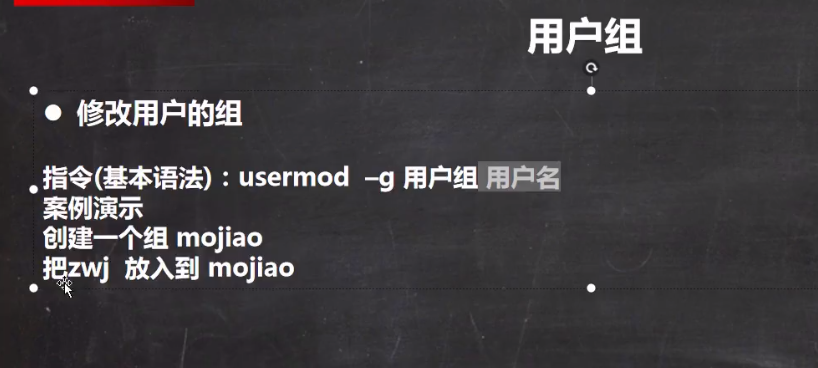 用户组
● 修改用户的组
指令(基本语法)：usermod –g 用户组 用户名
案例演示
创建一个组 mojiao
把zwj 放入到 mojiao